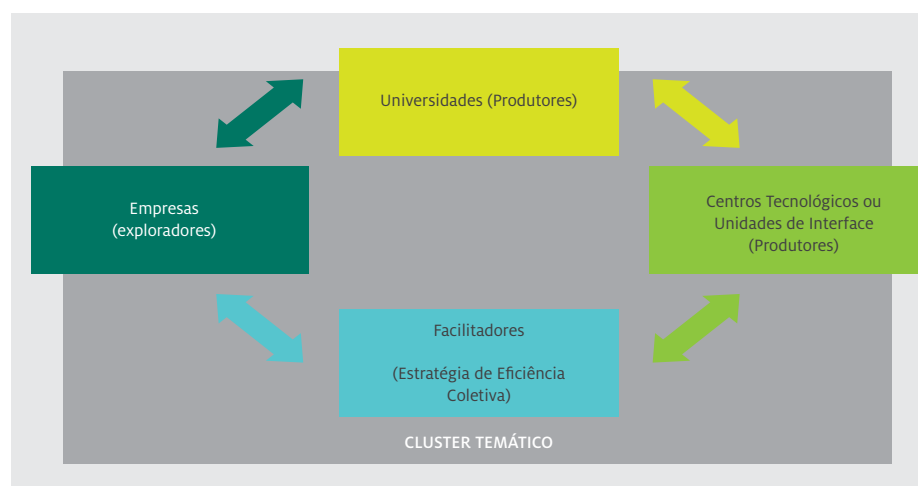 Universidades (Produtores)
Empresas
(exploradores)
Centros Tecnológicos ou
Unidades de Interface
(Produtores)
Facilitadores
(Estratégia de Eficiência
Coletiva)
CLUSTER TEMÁTICO